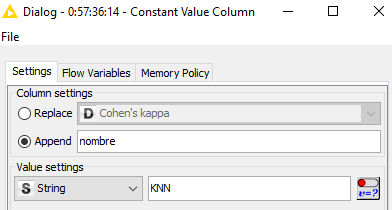 Dialog - 0:57:36:14 - Constant Value Column
File
Settings Flow Variables Memory Policy
Column settings
Replace D Cohen's kappa
Append nombre
Value settings
S String KNN v=?